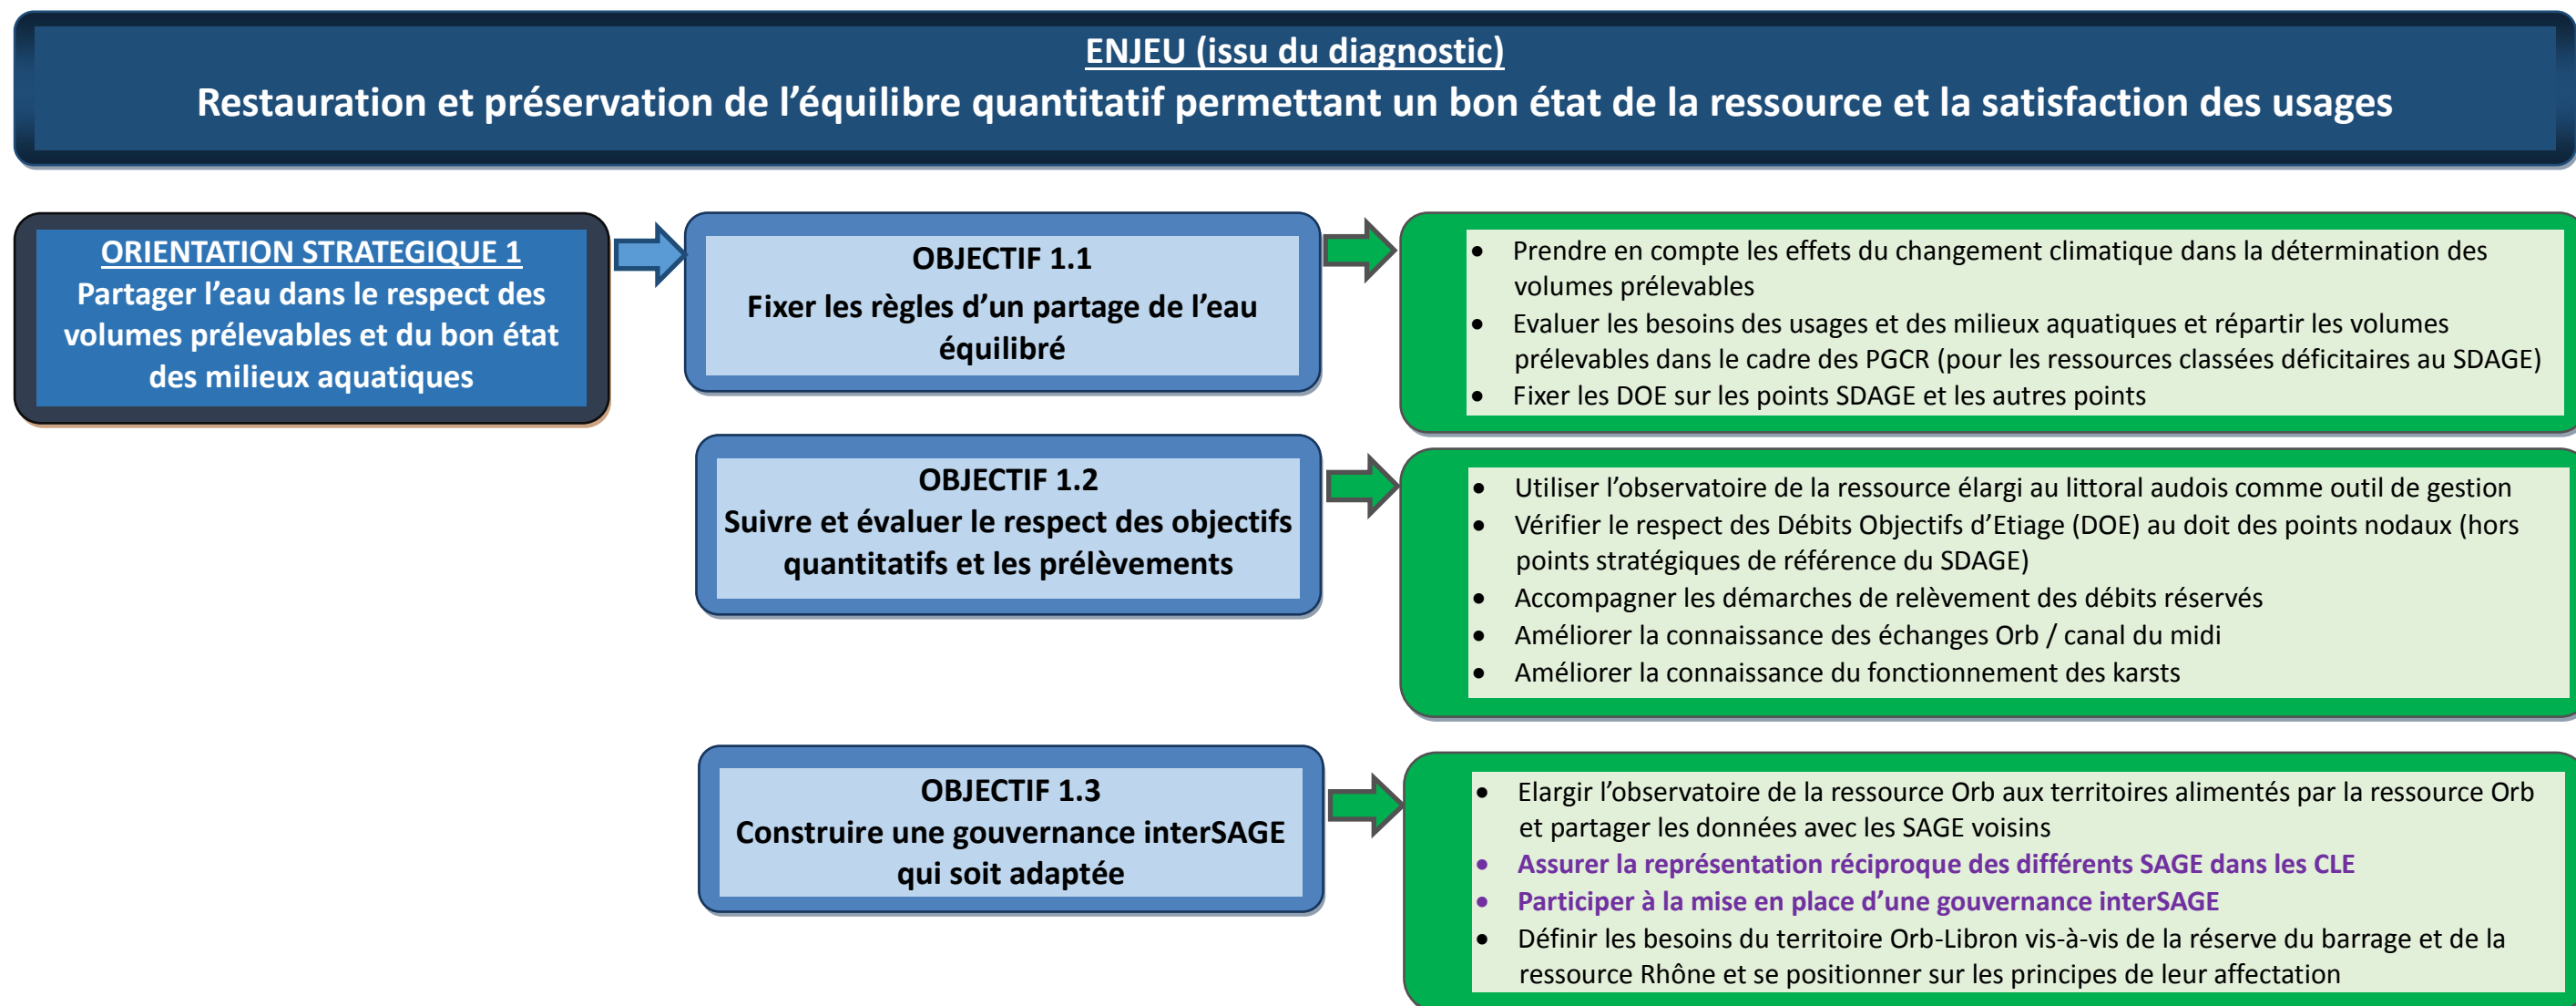 ENJEU (issu du diagnostic)
Restauration et préservation de l’équilibre quantitatif permettant un bon état de la ressource et la satisfaction des usages
ORIENTATION STRATEGIQUE 1
Partager l’eau dans le respect des
volumes prélevables et du bon état
des milieux aquatiques
OBJECTIF 1.1
Fixer les règles d’un partage de l’eau
équilibré
• Prendre en compte les effets du changement climatique dans la détermination des
volumes prélevables
• Evaluer les besoins des usages et des milieux aquatiques et répartir les volumes
prélevables dans le cadre des PGCR (pour les ressources classées déficitaires au SDAGE)
• Fixer les DOE sur les points SDAGE et les autres points
OBJECTIF 1.2
Suivre et évaluer le respect des objectifs
quantitatifs et les prélèvements
• Utiliser l’observatoire de la ressource élargi au littoral audois comme outil de gestion
• Vérifier le respect des Débits Objectifs d’Etiage (DOE) au doit des points nodaux (hors
points stratégiques de référence du SDAGE)
• Accompagner les démarches de relèvement des débits réservés
• Améliorer la connaissance des échanges Orb / canal du midi
• Améliorer la connaissance du fonctionnement des karsts
OBJECTIF 1.3
Construire une gouvernance interSAGE
qui soit adaptée
• Elargir l’observatoire de la ressource Orb aux territoires alimentés par la ressource Orb
et partager les données avec les SAGE voisins
• Assurer la représentation réciproque des différents SAGE dans les CLE
• Participer à la mise en place d’une gouvernance interSAGE
• Définir les besoins du territoire Orb-Libron vis-à-vis de la réserve du barrage et de la
ressource Rhône et se positionner sur les principes de leur affectation